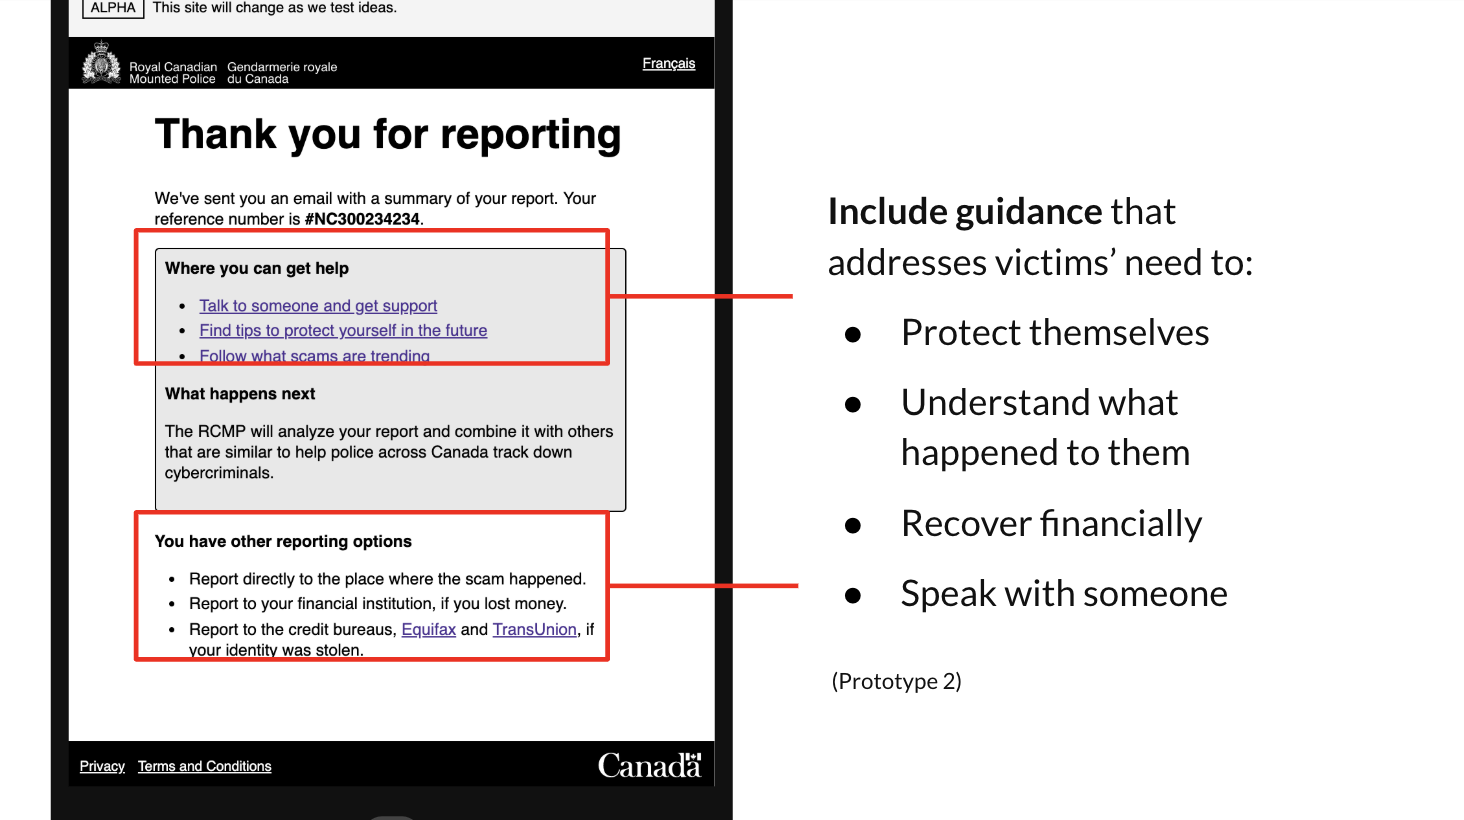 ALPHA This site will change as we test ideas.
Royal Canadian Gendarmerie royale
Mounted Police du Canada
Français
Thank you for reporting
We've sent you an email with a summary of your report. Your
reference number is #NC300234234.
Where you can get help
• Talk to someone and get support
• Find tips to protect yourself in the future
• Follow what scams are trending
What happens next
The RCMP will analyze your report and combine it with others
that are similar to help police across Canada track down
cybercriminals.
You have other reporting options
• Report directly to the place where the scam happened.
• Report to your financial institution, if you lost money.
• Report to the credit bureaus, Equifax and TransUnion, if
your identity was stolen.
Privacy Terms and Conditions
Canada
Include guidance that
addresses victims’ need to:
● Protect themselves
● Understand what
happened to them
● Recover financially
● Speak with someone
(Prototype 2)